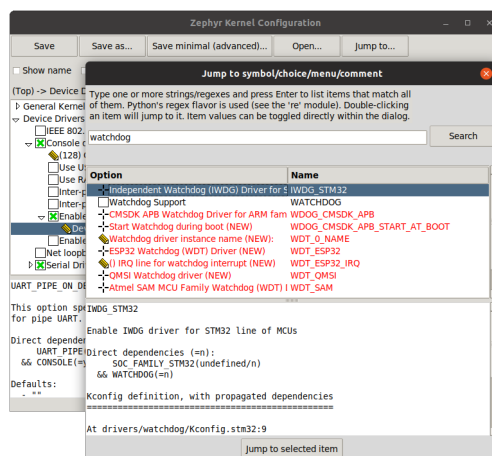 Zephyr Kernel Configuration
Save Save as... Save minimal (advanced)... Open... Jump to...
Show name
(Top) -> Device D
General Kernel
Device Drivers
IEEE 802.
Console d
(128)
Use U
Use RA
Inter-p
Inter-p
Enable
Dev
Enable
Net loopb
Serial Dri
UART_PIPE_ON_DE
This option spe
for pipe UART.
Direct dependen
UART_PIPE(
&& CONSOLE(=y
Defaults:
- ""
Jump to symbol/choice/menu/comment
Type one or more strings/regexes and press Enter to list items that match all
of them. Python's regex flavor is used (see the 're' module). Double-clicking
an item will jump to it. Item values can be toggled directly within the dialog.
watchdog Search
Option Name
Independent Watchdog (IWDG) Driver for S IWDG_STM32
Watchdog Support WATCHDOG
CMSDK APB Watchdog Driver for ARM fam WDOG_CMSDK_APB
Start Watchdog during boot (NEW) WDOG_CMSDK_APB_START_AT_BOOT
Watchdog driver instance name (NEW): WDT_0_NAME
ESP32 Watchdog (WDT) Driver (NEW) WDT_ESP32
() IRQ line for watchdog interrupt (NEW) WDT_ESP32_IRQ
QMSI Watchdog driver (NEW) WDT_QMSI
Atmel SAM MCU Family Watchdog (WDT) I WDT_SAM
IWDG_STM32
Enable IWDG driver for STM32 line of MCUs
Direct dependencies (=n):
SOC_FAMILY_STM32(undefined/n)
&& WATCHDOG(=n)
Kconfig definition, with propagated dependencies
================================================
At drivers/watchdog/Kconfig.stm32:9
Jump to selected item